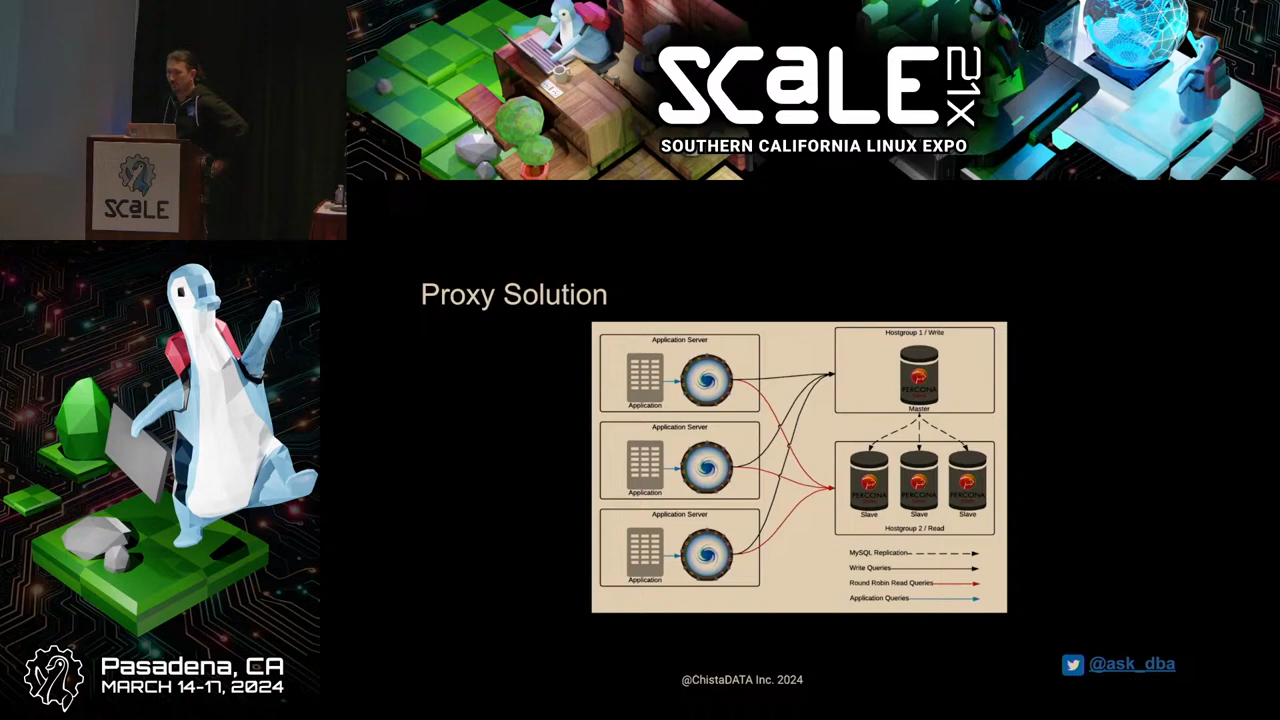 SCALE
21X
SOUTHERN CALIFORNIA LINUX EXPO
SCALE
Proxy Solution
Application Server
Application
Application Server
Application
Application Server
Application
Hostgroup 1 / Write
PERCONA
Master
PERCONA
PERCONA
PERCONA
Slave
Slave
Slave
Hostgroup 2 / Read
MySQL Replication
Write Queries
Round Robin Read Queries
Application Queries
Pasadena, CA
MARCH 14-17, 2024
@ChistaDATA Inc. 2024
@ask_dba